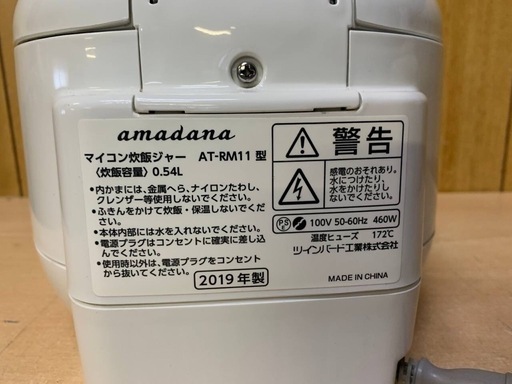 amadana
マイコン炊飯ジャー AT-RM11 型
〈炊飯容量〉0.54L
•内かまには、金属へら、ナイロンたわし、
クレンザー等使用しないでください。
•ふきんをかけて炊飯・保温しないでください。
•本体内部には水を入れないでください。
•電源プラグはコンセントに確実に差し込
んでください。
•使用時以外は、電源プラグをコンセント
から抜いてください。
2019 年製
警告
感電のおそれあり。
水につけたり、
水をかけたりし
ないでください。
PS E 100V 50-60Hz 460W
温度ヒューズ 172℃
ツインバード工業株式会社
MADE IN CHINA